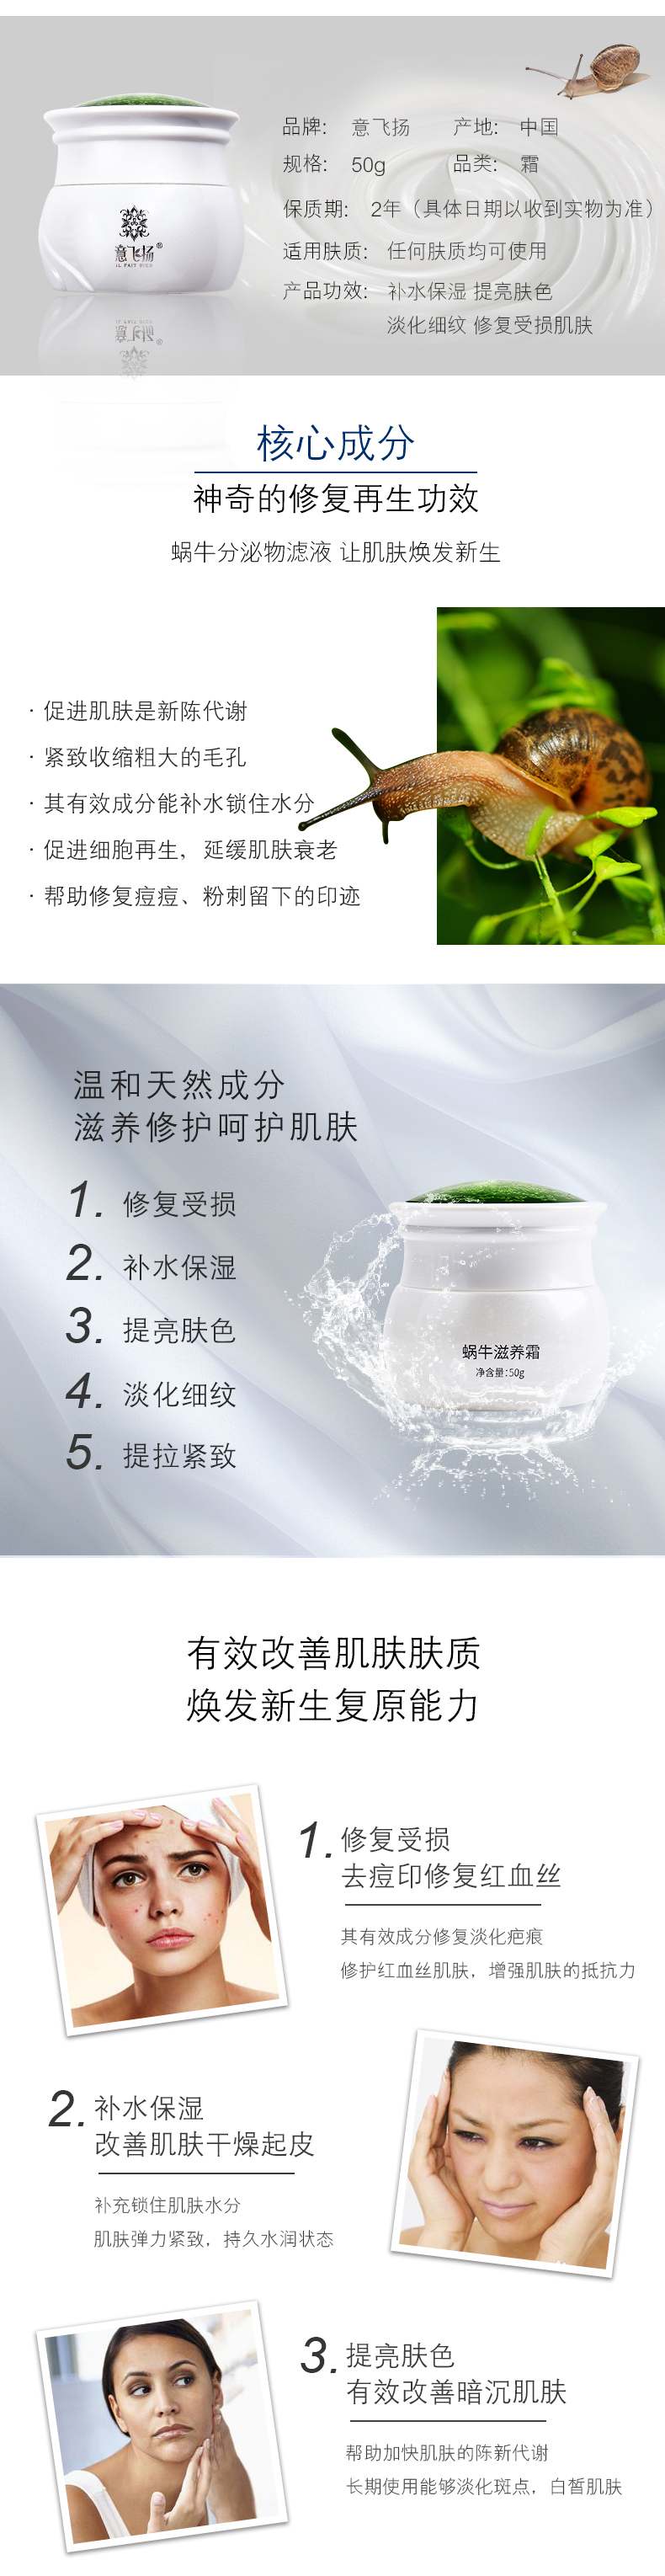 品牌: 意飞扬 产地: 中国
规格: 50g 品类: 霜
保质期: 2年（具体日期以收到实物为准）
适用肤质: 任何肤质均可使用
产品功效: 补水保湿 提亮肤色
淡化细纹 修复受损肌肤
意飞扬®
核心成分
神奇的修复再生功效
蜗牛分泌物滤液 让肌肤焕发新生
· 促进肌肤是新陈代谢
· 紧致收缩粗大的毛孔
· 其有效成分能补水锁住水分
· 促进细胞再生，延缓肌肤衰老
· 帮助修复痘痘、粉刺留下的印迹
温和天然成分
滋养修护呵护肌肤
1. 修复受损
2. 补水保湿
3. 提亮肤色
4. 淡化细纹
5. 提拉紧致
蜗牛滋养霜
净含量:50g
有效改善肌肤肤质
焕发新生复原能力
1. 修复受损
去痘印修复红血丝
其有效成分修复淡化疤痕
修护红血丝肌肤，增强肌肤的抵抗力
2. 补水保湿
改善肌肤干燥起皮
补充锁住肌肤水分
肌肤弹力紧致，持久水润状态
3. 提亮肤色
有效改善暗沉肌肤
帮助加快肌肤的陈新代谢
长期使用能够淡化斑点，白皙肌肤